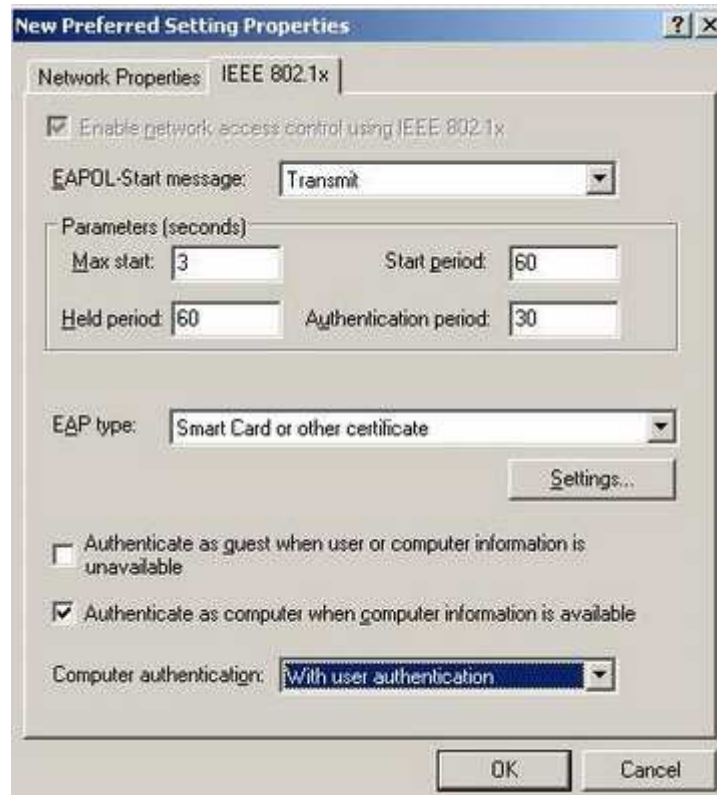 New Preferred Setting Properties
Network Properties IEEE 802.1x
Enable network access control using IEEE 802.1x
EAPOL-Start message: Transmit
Parameters (seconds)
Max start: 3 Start period: 60
Held period: 60 Authentication period: 30
EAP type: Smart Card or other certificate
Settings...
Authenticate as guest when user or computer information is
unavailable
Authenticate as computer when computer information is available
Computer authentication: With user authentication
OK Cancel